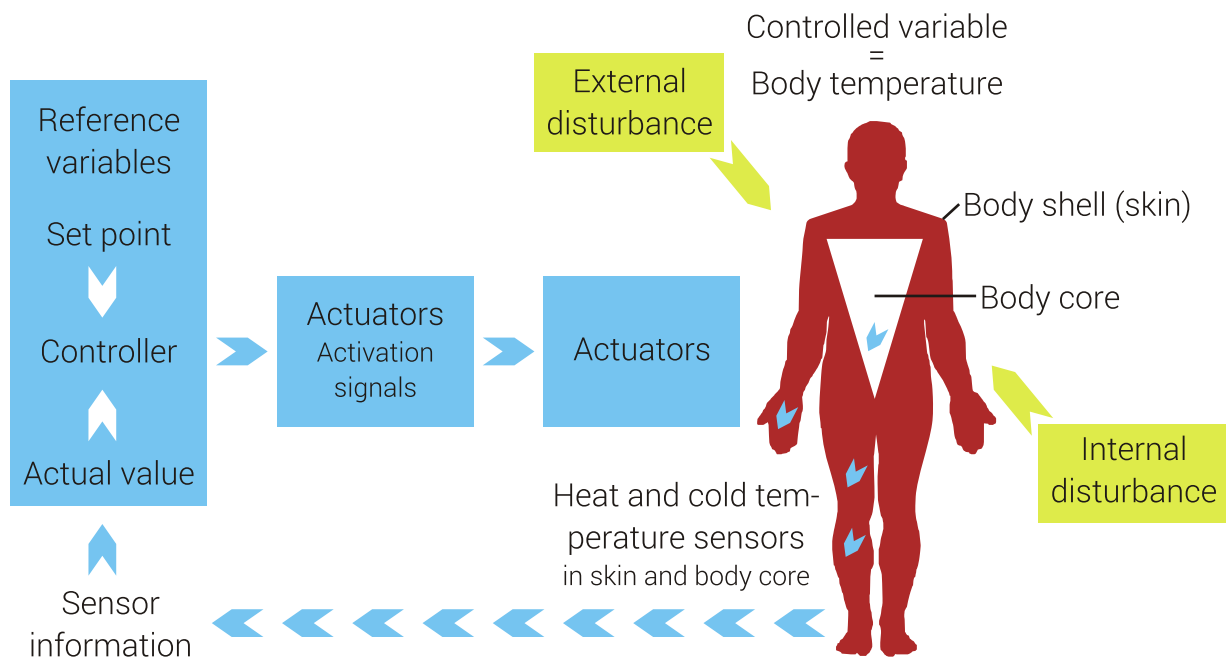 Reference
variables
Set point
Controller
Actual value
Sensor
information
Actuators
Activation
signals
Actuators
External
disturbance
Controlled variable
=
Body temperature
Body shell (skin)
Body core
Internal
disturbance
Heat and cold tem-
perature sensors
in skin and body core